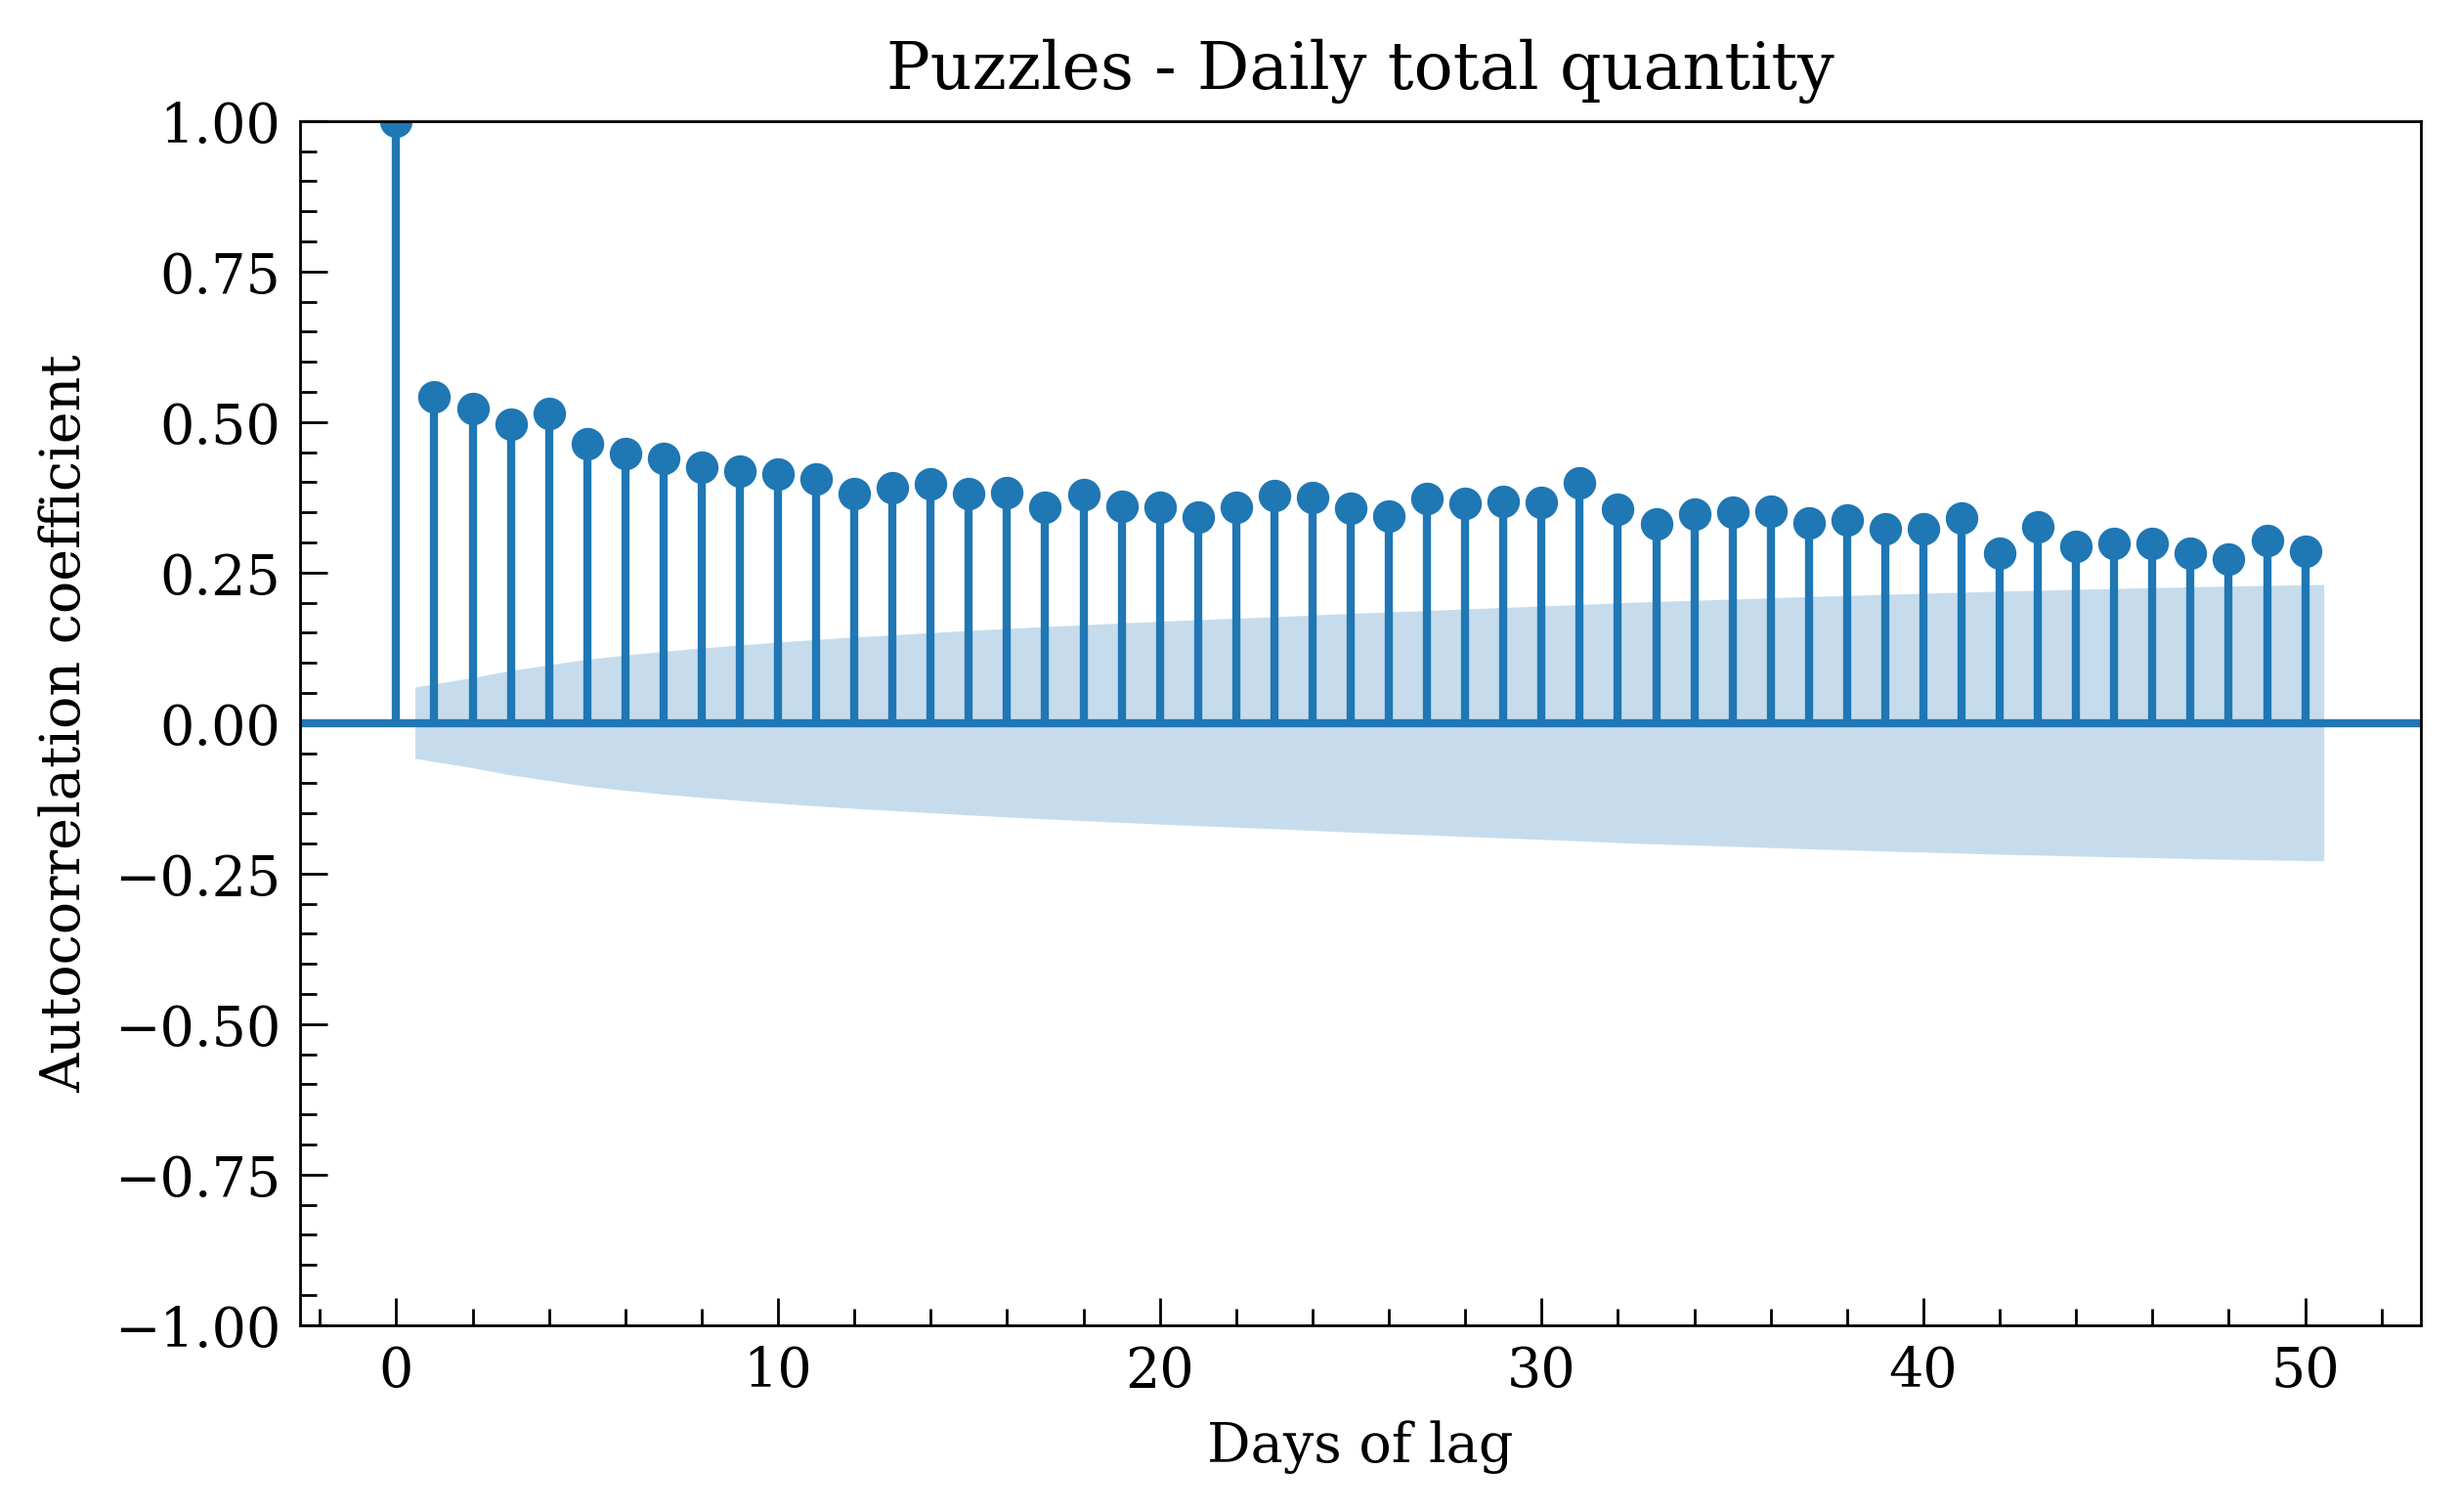 Puzzles - Daily total quantity
Autocorrelation coefficient
1.00
0.75
0.50
0.25
0.00
−0.25
−0.50
−0.75
−1.00
0 10 20 30 40 50
Days of lag